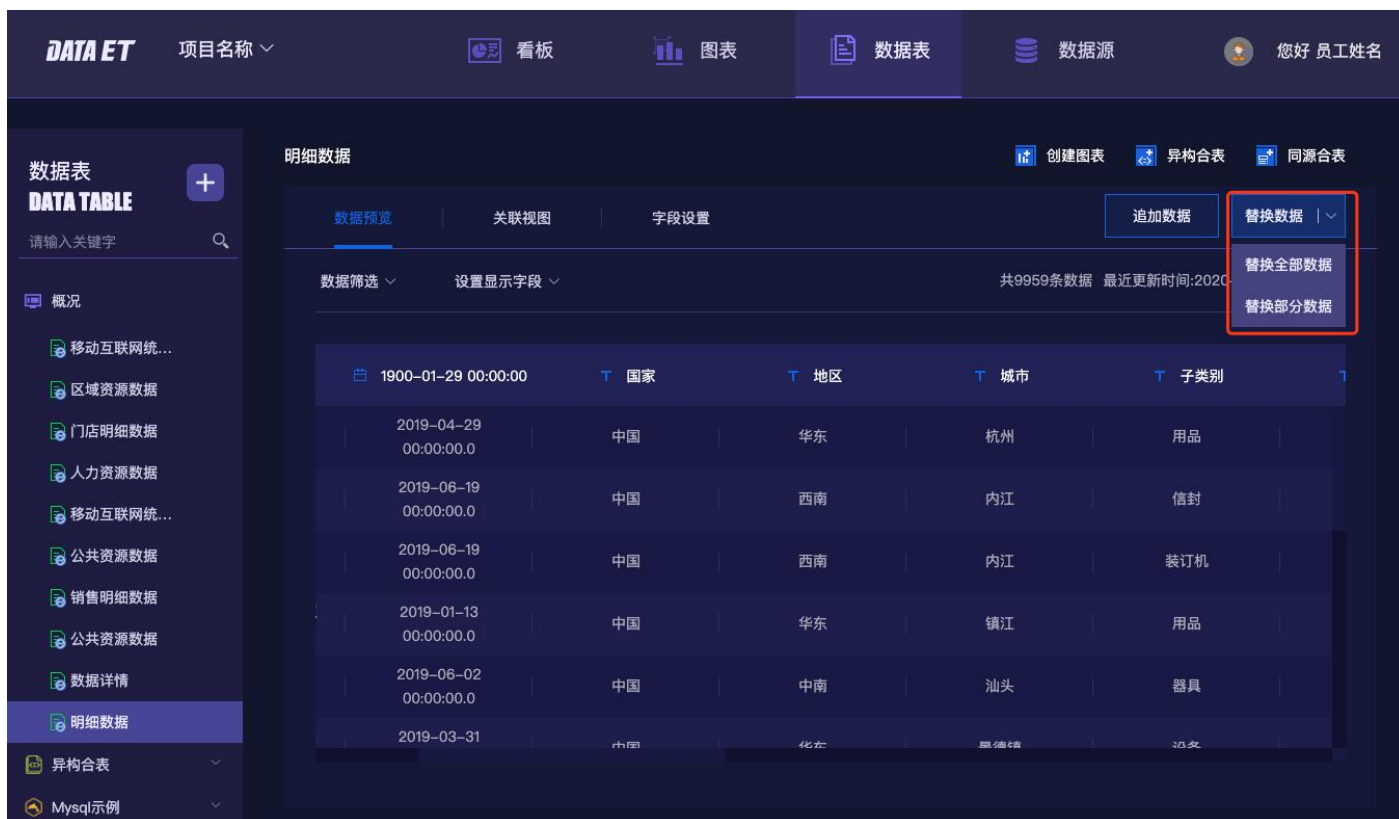 DATA ET 项目名称 看板 图表 数据表 数据源 您好 员工姓名
数据表
DATA TABLE
请输入关键字
概况
移动互联网统...
区域资源数据
门店明细数据
人力资源数据
移动互联网统...
公共资源数据
销售明细数据
公共资源数据
数据详情
明细数据
异构合表
Mysql示例
明细数据 创建图表 异构合表 同源合表
数据预览 关联视图 字段设置 追加数据 替换数据
替换全部数据
替换部分数据
数据筛选 设置显示字段 共9959条数据 最近更新时间:2020
1900-01-29 00:00:00 国家 地区 城市 子类别
2019-04-29
00:00:00.0 中国 华东 杭州 用品
2019-06-19
00:00:00.0 中国 西南 内江 信封
2019-06-19
00:00:00.0 中国 西南 内江 装订机
2019-01-13
00:00:00.0 中国 华东 镇江 用品
2019-06-02
00:00:00.0 中国 中南 汕头 器具
2019-03-31
中国 华东 景德镇 设备